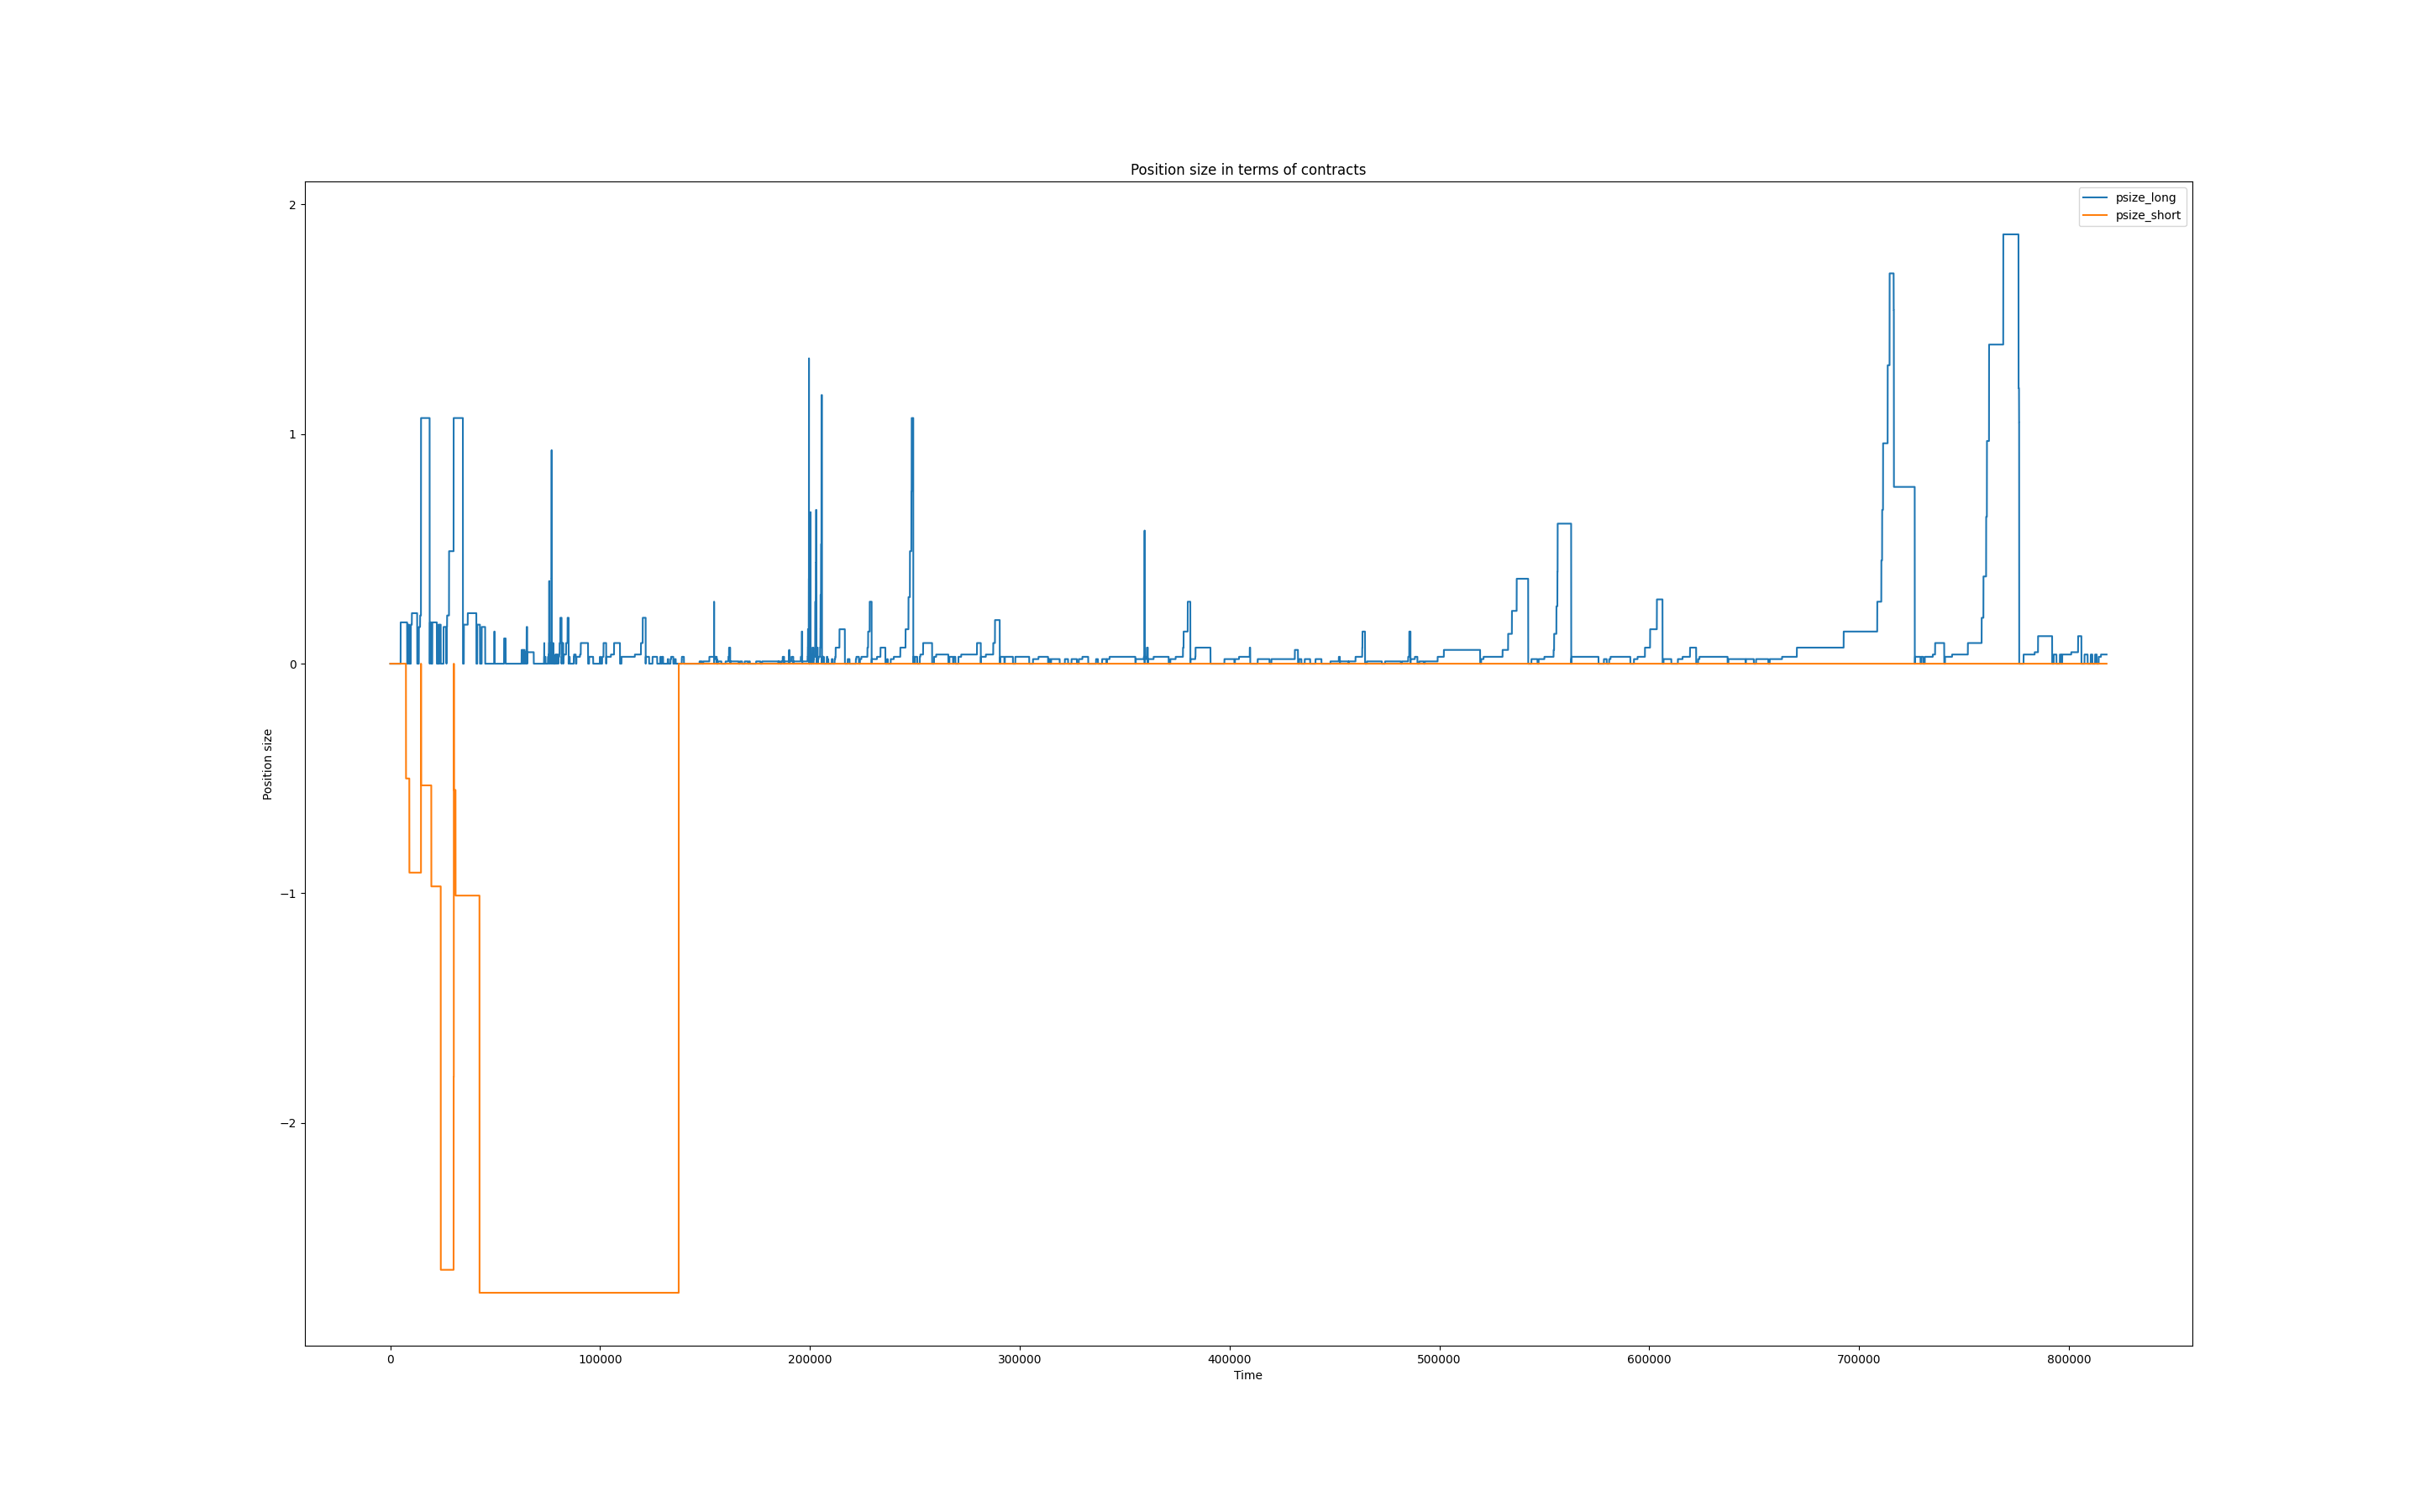 Position size in terms of contracts
psize_long
psize_short
2
1
0
−1
−2
Position size
0 100000 200000 300000 400000 500000 600000 700000 800000
Time